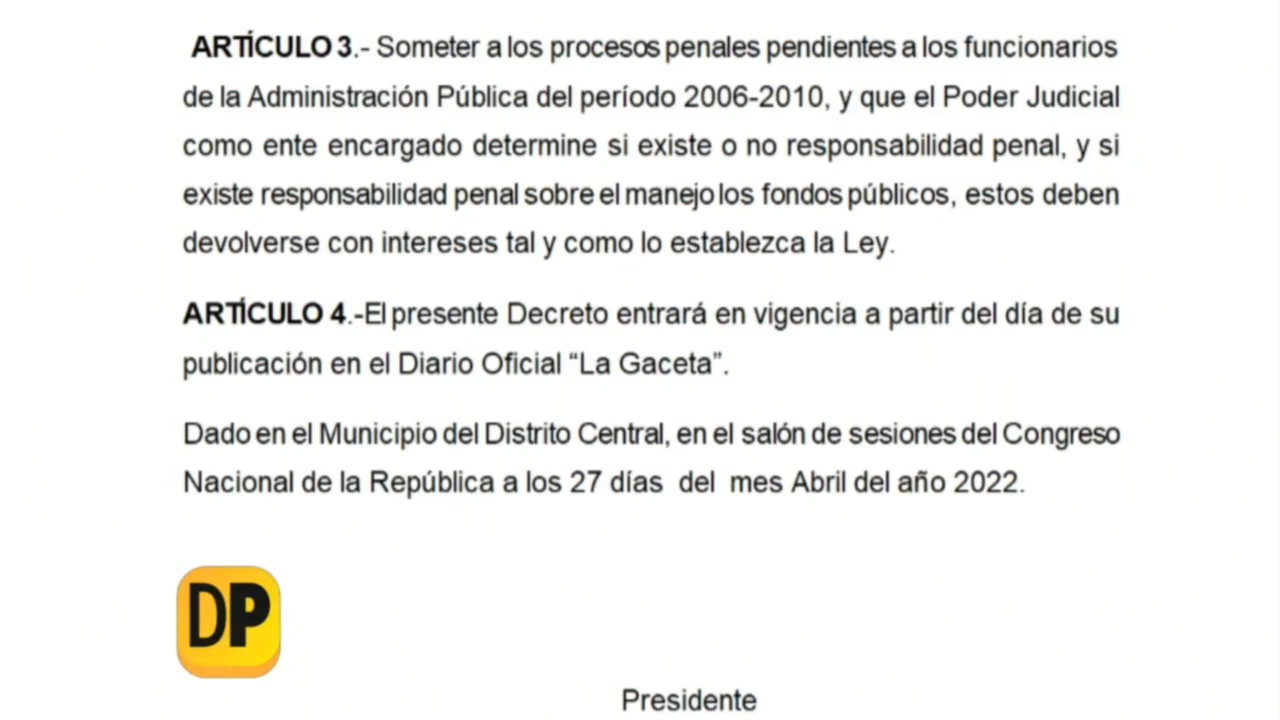 ARTÍCULO 3.- Someter a los procesos penales pendientes a los funcionarios
de la Administración Pública del período 2006-2010, y que el Poder Judicial
como ente encargado determine si existe o no responsabilidad penal, y si
existe responsabilidad penal sobre el manejo los fondos públicos, estos deben
devolverse con intereses tal y como lo establezca la Ley.
ARTÍCULO 4.-El presente Decreto entrará en vigencia a partir del día de su
publicación en el Diario Oficial “La Gaceta”.
Dado en el Municipio del Distrito Central, en el salón de sesiones del Congreso
Nacional de la República a los 27 días del mes Abril del año 2022.
DP
Presidente